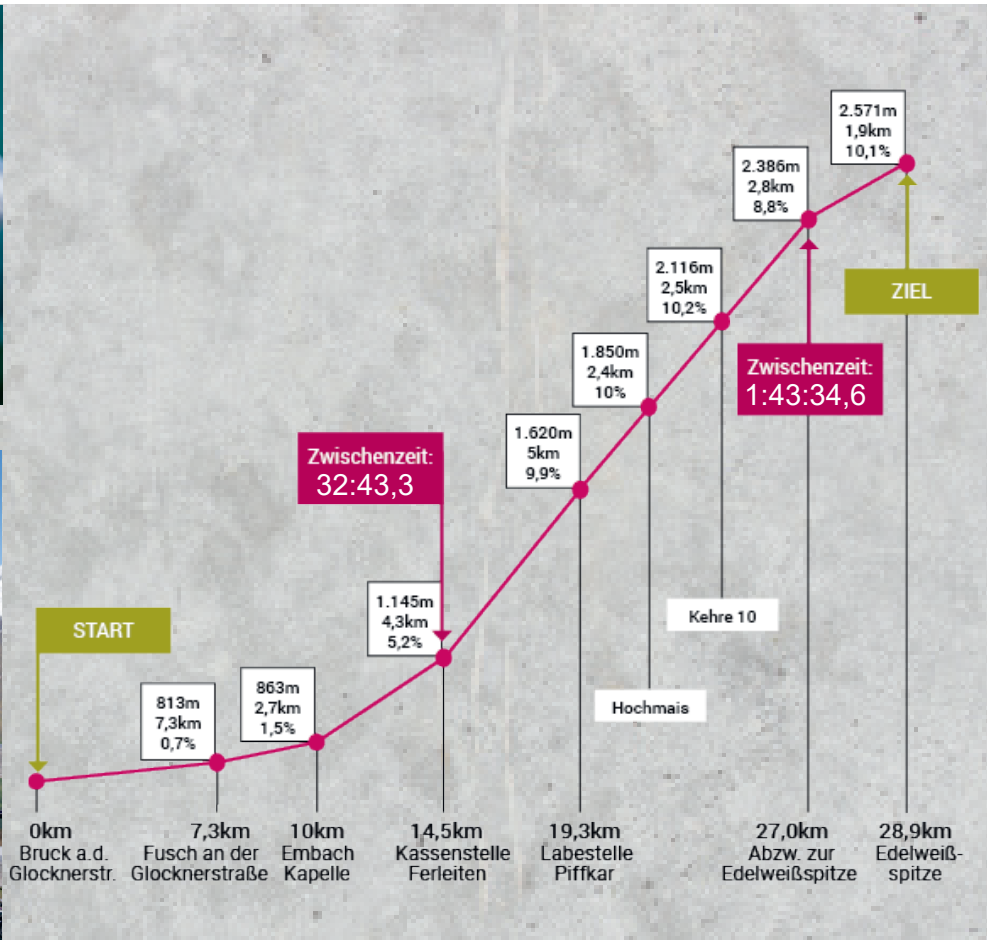 START
813m
7,3km
0,7%
863m
2,7km
1,5%
Zwischenzeit:
32:43,3
1.145m
4,3km
5,2%
1.620m
5km
9,9%
1.850m
2,4km
10%
2.116m
2,5km
10,2%
2.386m
2,8km
8,8%
2.571m
1,9km
10,1%
ZIEL
Zwischenzeit:
1:43:34,6
Kehre 10
Hochmais
0km
Bruck a.d.
Glocknerstr.
7,3km
Fusch an der
Glocknerstraße
10km
Embach
Kapelle
14,5km
Kassenstelle
Ferleiten
19,3km
Labestelle
Piffkar
27,0km
Abzw. zur
Edelweißspitze
28,9km
Edelweiß-
spitze